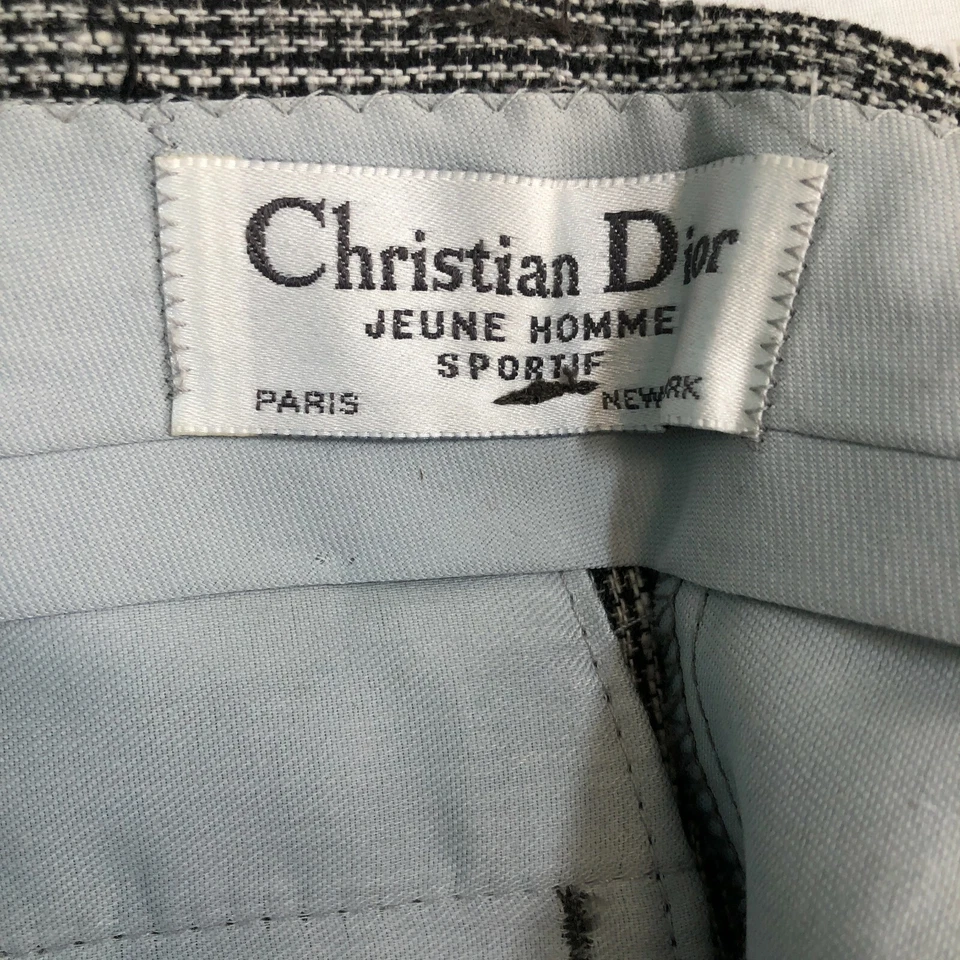 Christian Dior
JEUNE HOMME
SPORTIF
PARIS NEW YORK